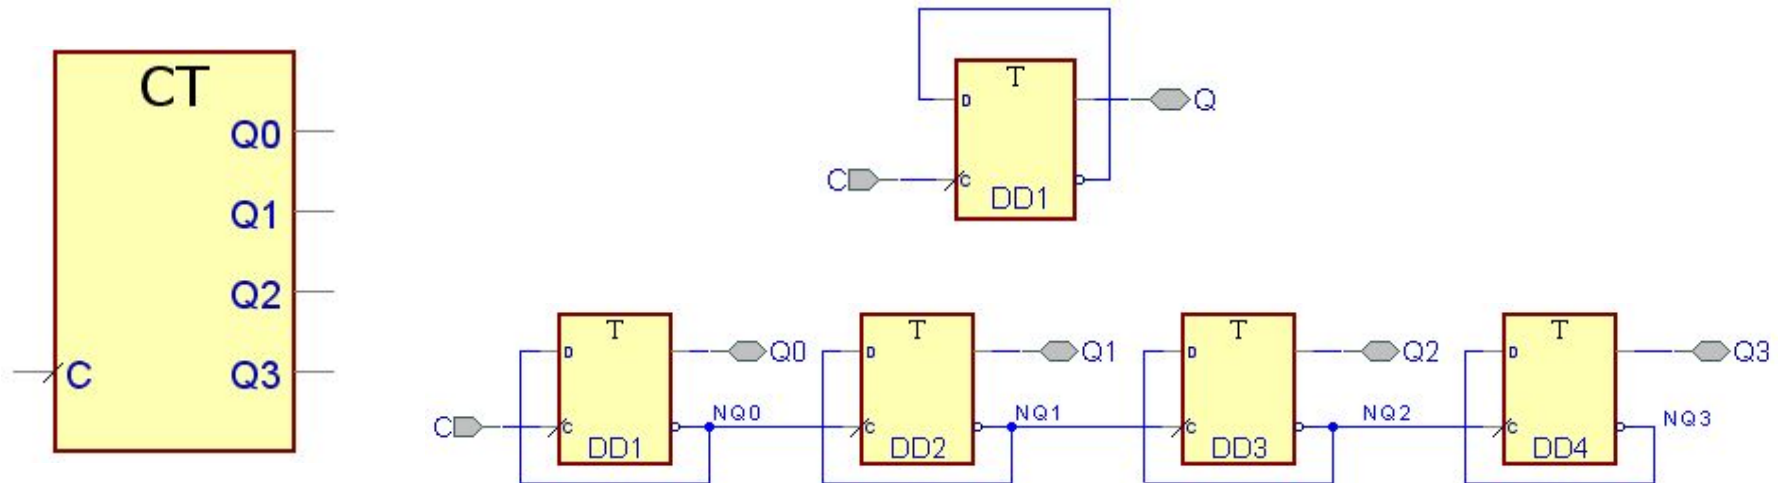 CT
Q0
Q1
Q2
C Q3
T
D Q
C C
DD1
T T T T
D Q0 D Q1 D Q2 D Q3
NQ0 NQ1 NQ2 NQ3
C C C C C
DD1 DD2 DD3 DD4